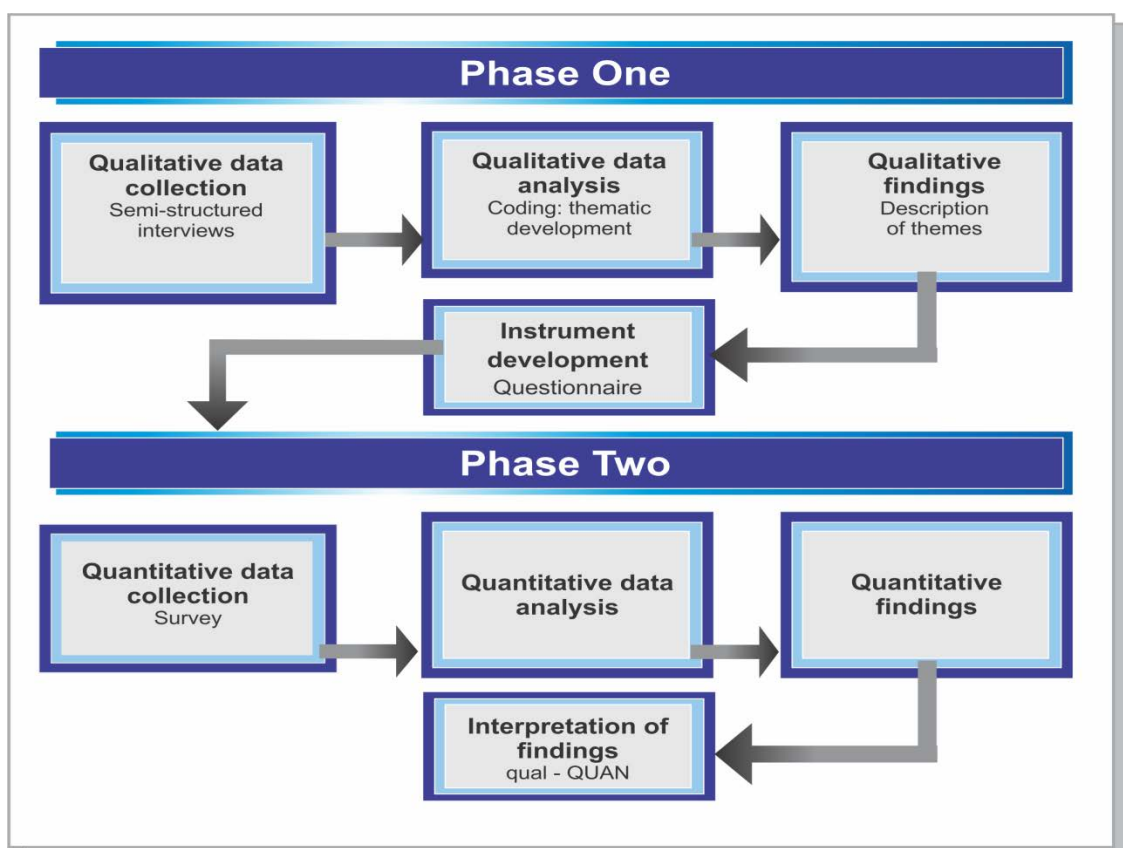 Phase One
Qualitative data
collection
Semi-structured
interviews
Qualitative data
analysis
Coding: thematic
development
Qualitative
findings
Description
of themes
Instrument
development
Questionnaire
Phase Two
Quantitative data
collection
Survey
Quantitative data
analysis
Quantitative
findings
Interpretation of
findings
qual - QUAN